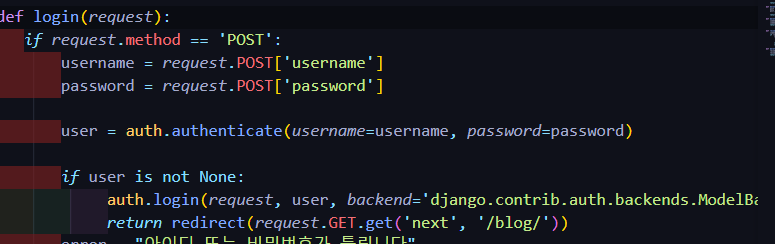 def login(request):
if request.method == 'POST':
username = request.POST['username']
password = request.POST['password']
user = auth.authenticate(username=username, password=password)
if user is not None:
auth.login(request, user, backend='django.contrib.auth.backends.ModelBa
return redirect(request.GET.get('next', '/blog/'))
error = "아이디 또는 비밀번호가 틀립니다"